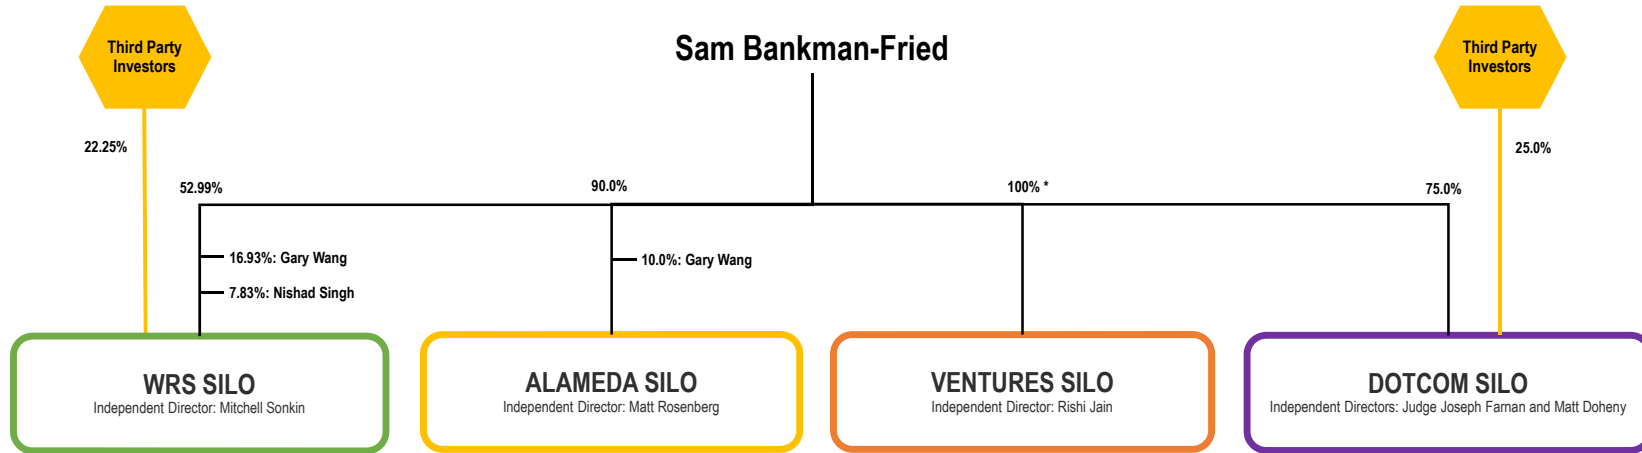 Third Party
Investors
Sam Bankman-Fried
Third Party
Investors
22.25%
25.0%
52.99%
90.0%
100% *
75.0%
16.93%: Gary Wang
10.0%: Gary Wang
7.83%: Nishad Singh
WRS SILO
Independent Director: Mitchell Sonkin
ALAMEDA SILO
Independent Director: Matt Rosenberg
VENTURES SILO
Independent Director: Rishi Jain
DOTCOM SILO
Independent Directors: Judge Joseph Farnan and Matt Doheny